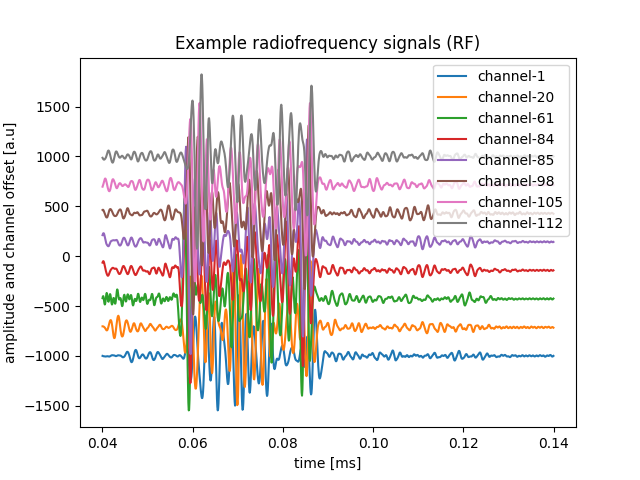 Example radiofrequency signals (RF)
amplitude and channel offset [a.u]
1500
1000
500
0
−500
−1000
−1500
channel-1
channel-20
channel-61
channel-84
channel-85
channel-98
channel-105
channel-112
0.04 0.06 0.08 0.10 0.12 0.14
time [ms]